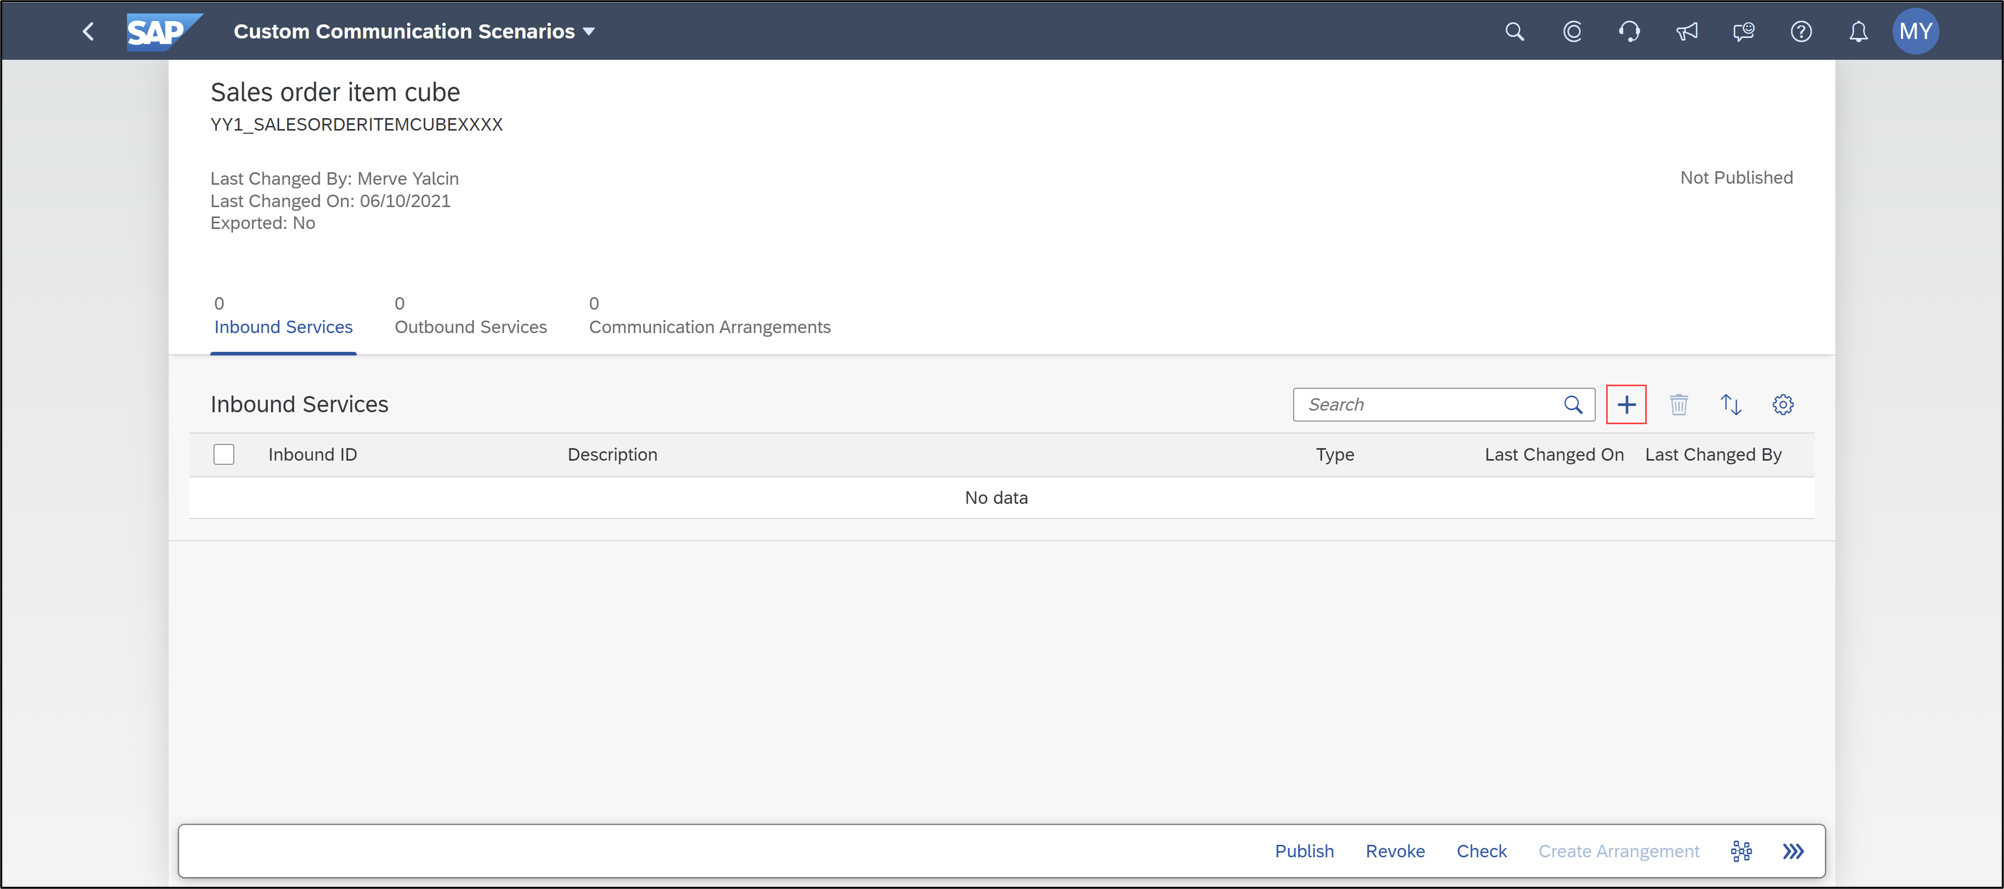 SAP Custom Communication Scenarios MY
Sales order item cube
YY1_SALESORDERITEMCUBEXXXX
Last Changed By: Merve Yalcin Not Published
Last Changed On: 06/10/2021
Exported: No
0 0 0
Inbound Services Outbound Services Communication Arrangements
Inbound Services Search
Inbound ID Description Type Last Changed On Last Changed By
No data
Publish Revoke Check Create Arrangement